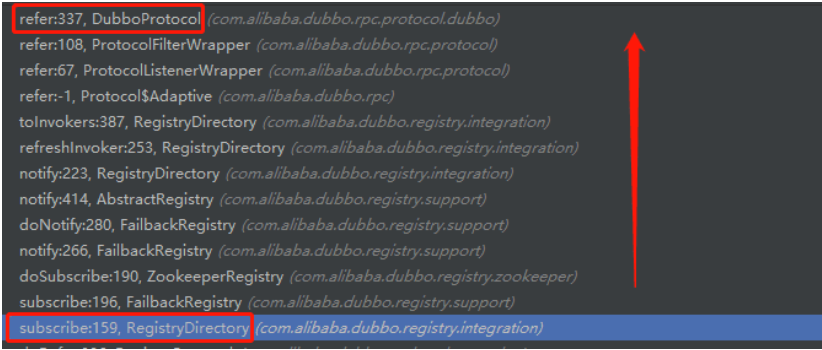 refer:337, DubboProtocol (com.alibaba.dubbo.rpc.protocol.dubbo)
refer:108, ProtocolFilterWrapper (com.alibaba.dubbo.rpc.protocol)
refer:67, ProtocolListenerWrapper (com.alibaba.dubbo.rpc.protocol)
refer:-1, Protocol$Adaptive (com.alibaba.dubbo.rpc)
toInvokers:387, RegistryDirectory (com.alibaba.dubbo.registry.integration)
refreshInvoker:253, RegistryDirectory (com.alibaba.dubbo.registry.integration)
notify:223, RegistryDirectory (com.alibaba.dubbo.registry.integration)
notify:414, AbstractRegistry (com.alibaba.dubbo.registry.support)
doNotify:280, FailbackRegistry (com.alibaba.dubbo.registry.support)
notify:266, FailbackRegistry (com.alibaba.dubbo.registry.support)
doSubscribe:190, ZookeeperRegistry (com.alibaba.dubbo.registry.zookeeper)
subscribe:196, FailbackRegistry (com.alibaba.dubbo.registry.support)
subscribe:159, RegistryDirectory (com.alibaba.dubbo.registry.integration)